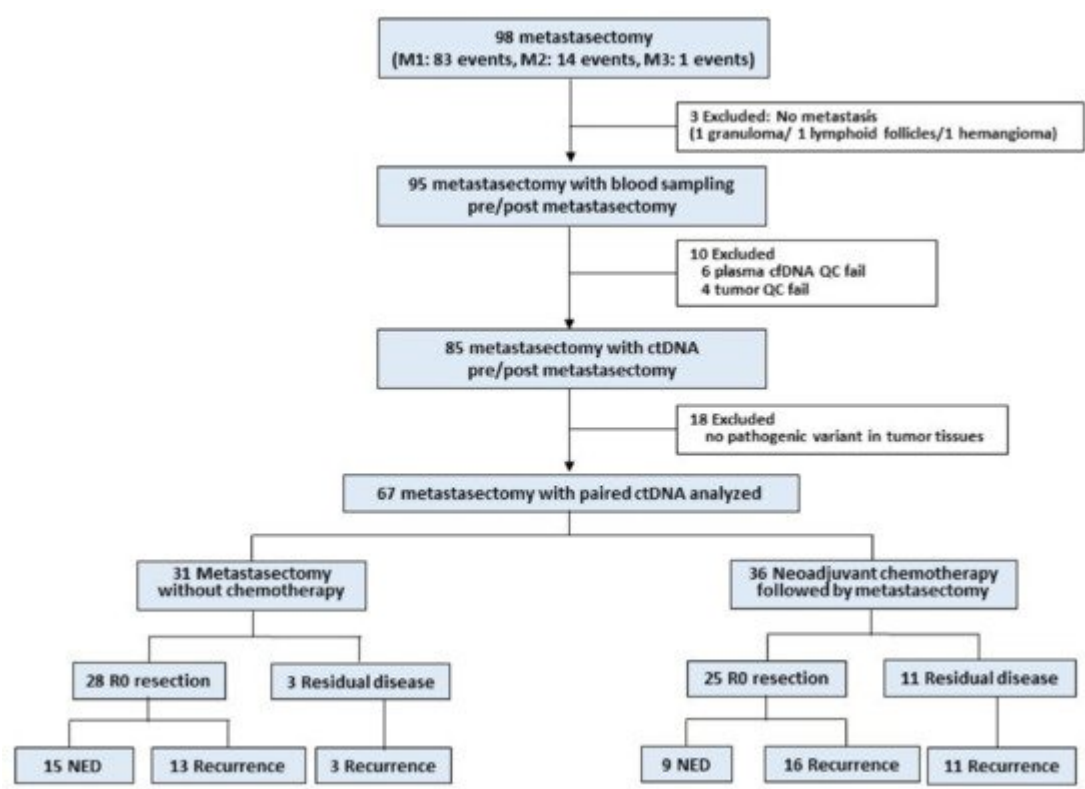 98 metastasectomy
(M1: 83 events, M2: 14 events, M3: 1 events)
3 Excluded: No metastasis
(1 granuloma/ 1 lymphoid follicles/1 hemangioma)
95 metastasectomy with blood sampling
pre/post metastasectomy
10 Excluded
6 plasma cfDNA QC fail
4 tumor QC fail
85 metastasectomy with ctDNA
pre/post metastasectomy
18 Excluded
no pathogenic variant in tumor tissues
67 metastasectomy with paired ctDNA analyzed
31 Metastasectomy
without chemotherapy
36 Neoadjuvant chemotherapy
followed by metastasectomy
28 R0 resection
3 Residual disease
25 R0 resection
11 Residual disease
15 NED
13 Recurrence
3 Recurrence
9 NED
16 Recurrence
11 Recurrence